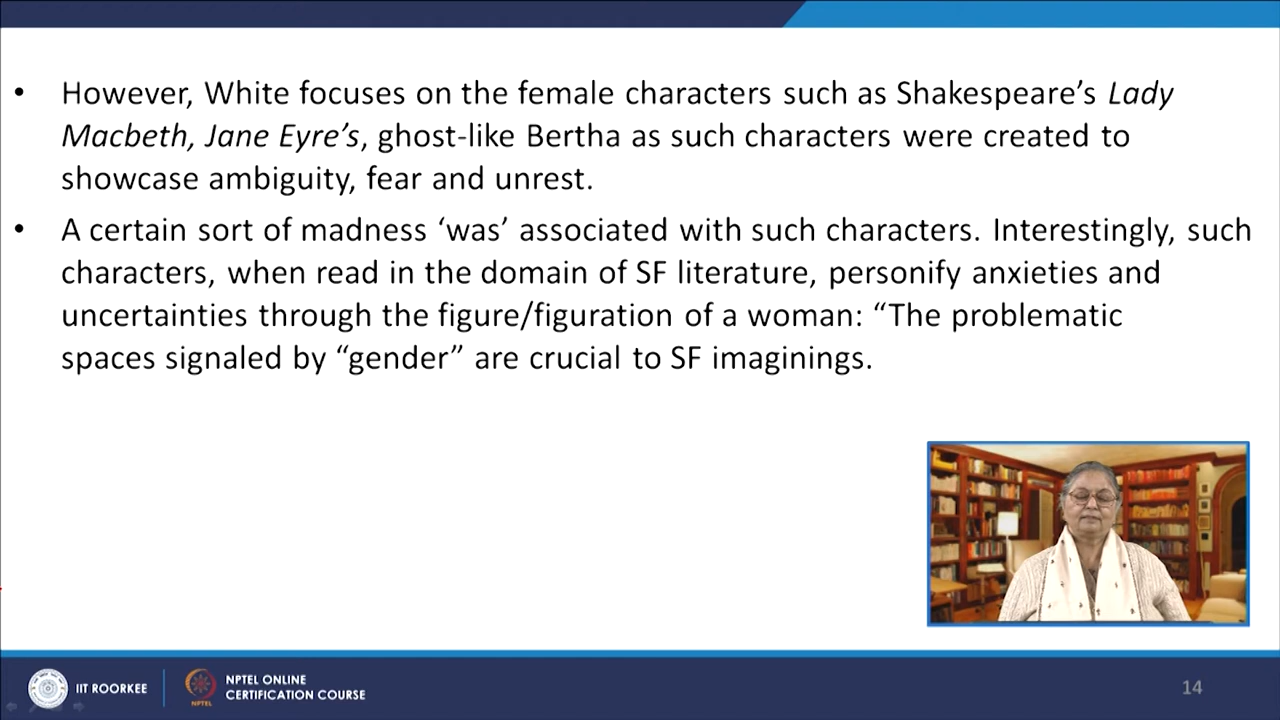 • However, White focuses on the female characters such as Shakespeare’s Lady
Macbeth, Jane Eyre’s, ghost-like Bertha as such characters were created to
showcase ambiguity, fear and unrest.
• A certain sort of madness ‘was’ associated with such characters. Interestingly, such
characters, when read in the domain of SF literature, personify anxieties and
uncertainties through the figure/figuration of a woman: “The problematic
spaces signaled by “gender” are crucial to SF imaginings.
IIT ROORKEE
NPTEL
NPTEL ONLINE
CERTIFICATION COURSE
14